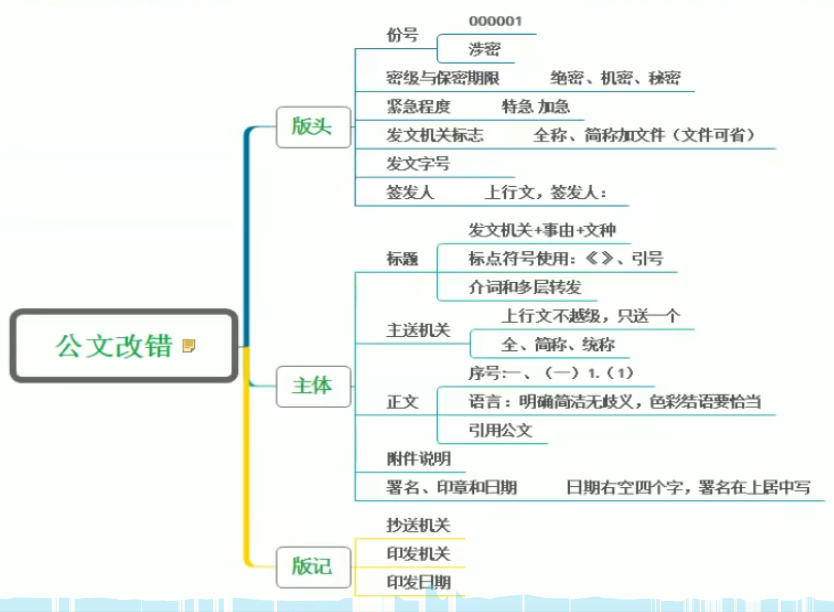 公文改错
版头
份号
000001
涉密
密级与保密期限 绝密、机密、秘密
紧急程度 特急 加急
发文机关标志 全称、简称加文件（文件可省）
发文字号
签发人 上行文，签发人：
主体
标题
发文机关+事由+文种
标点符号使用：《》、引号
介词和多层转发
主送机关
上行文不越级，只送一个
全、简称、统称
正文
序号:一、（一）1.（1）
语言：明确简洁无歧义，色彩结语要恰当
引用公文
附件说明
署名、印章和日期 日期右空四个字，署名在上居中写
版记
抄送机关
印发机关
印发日期